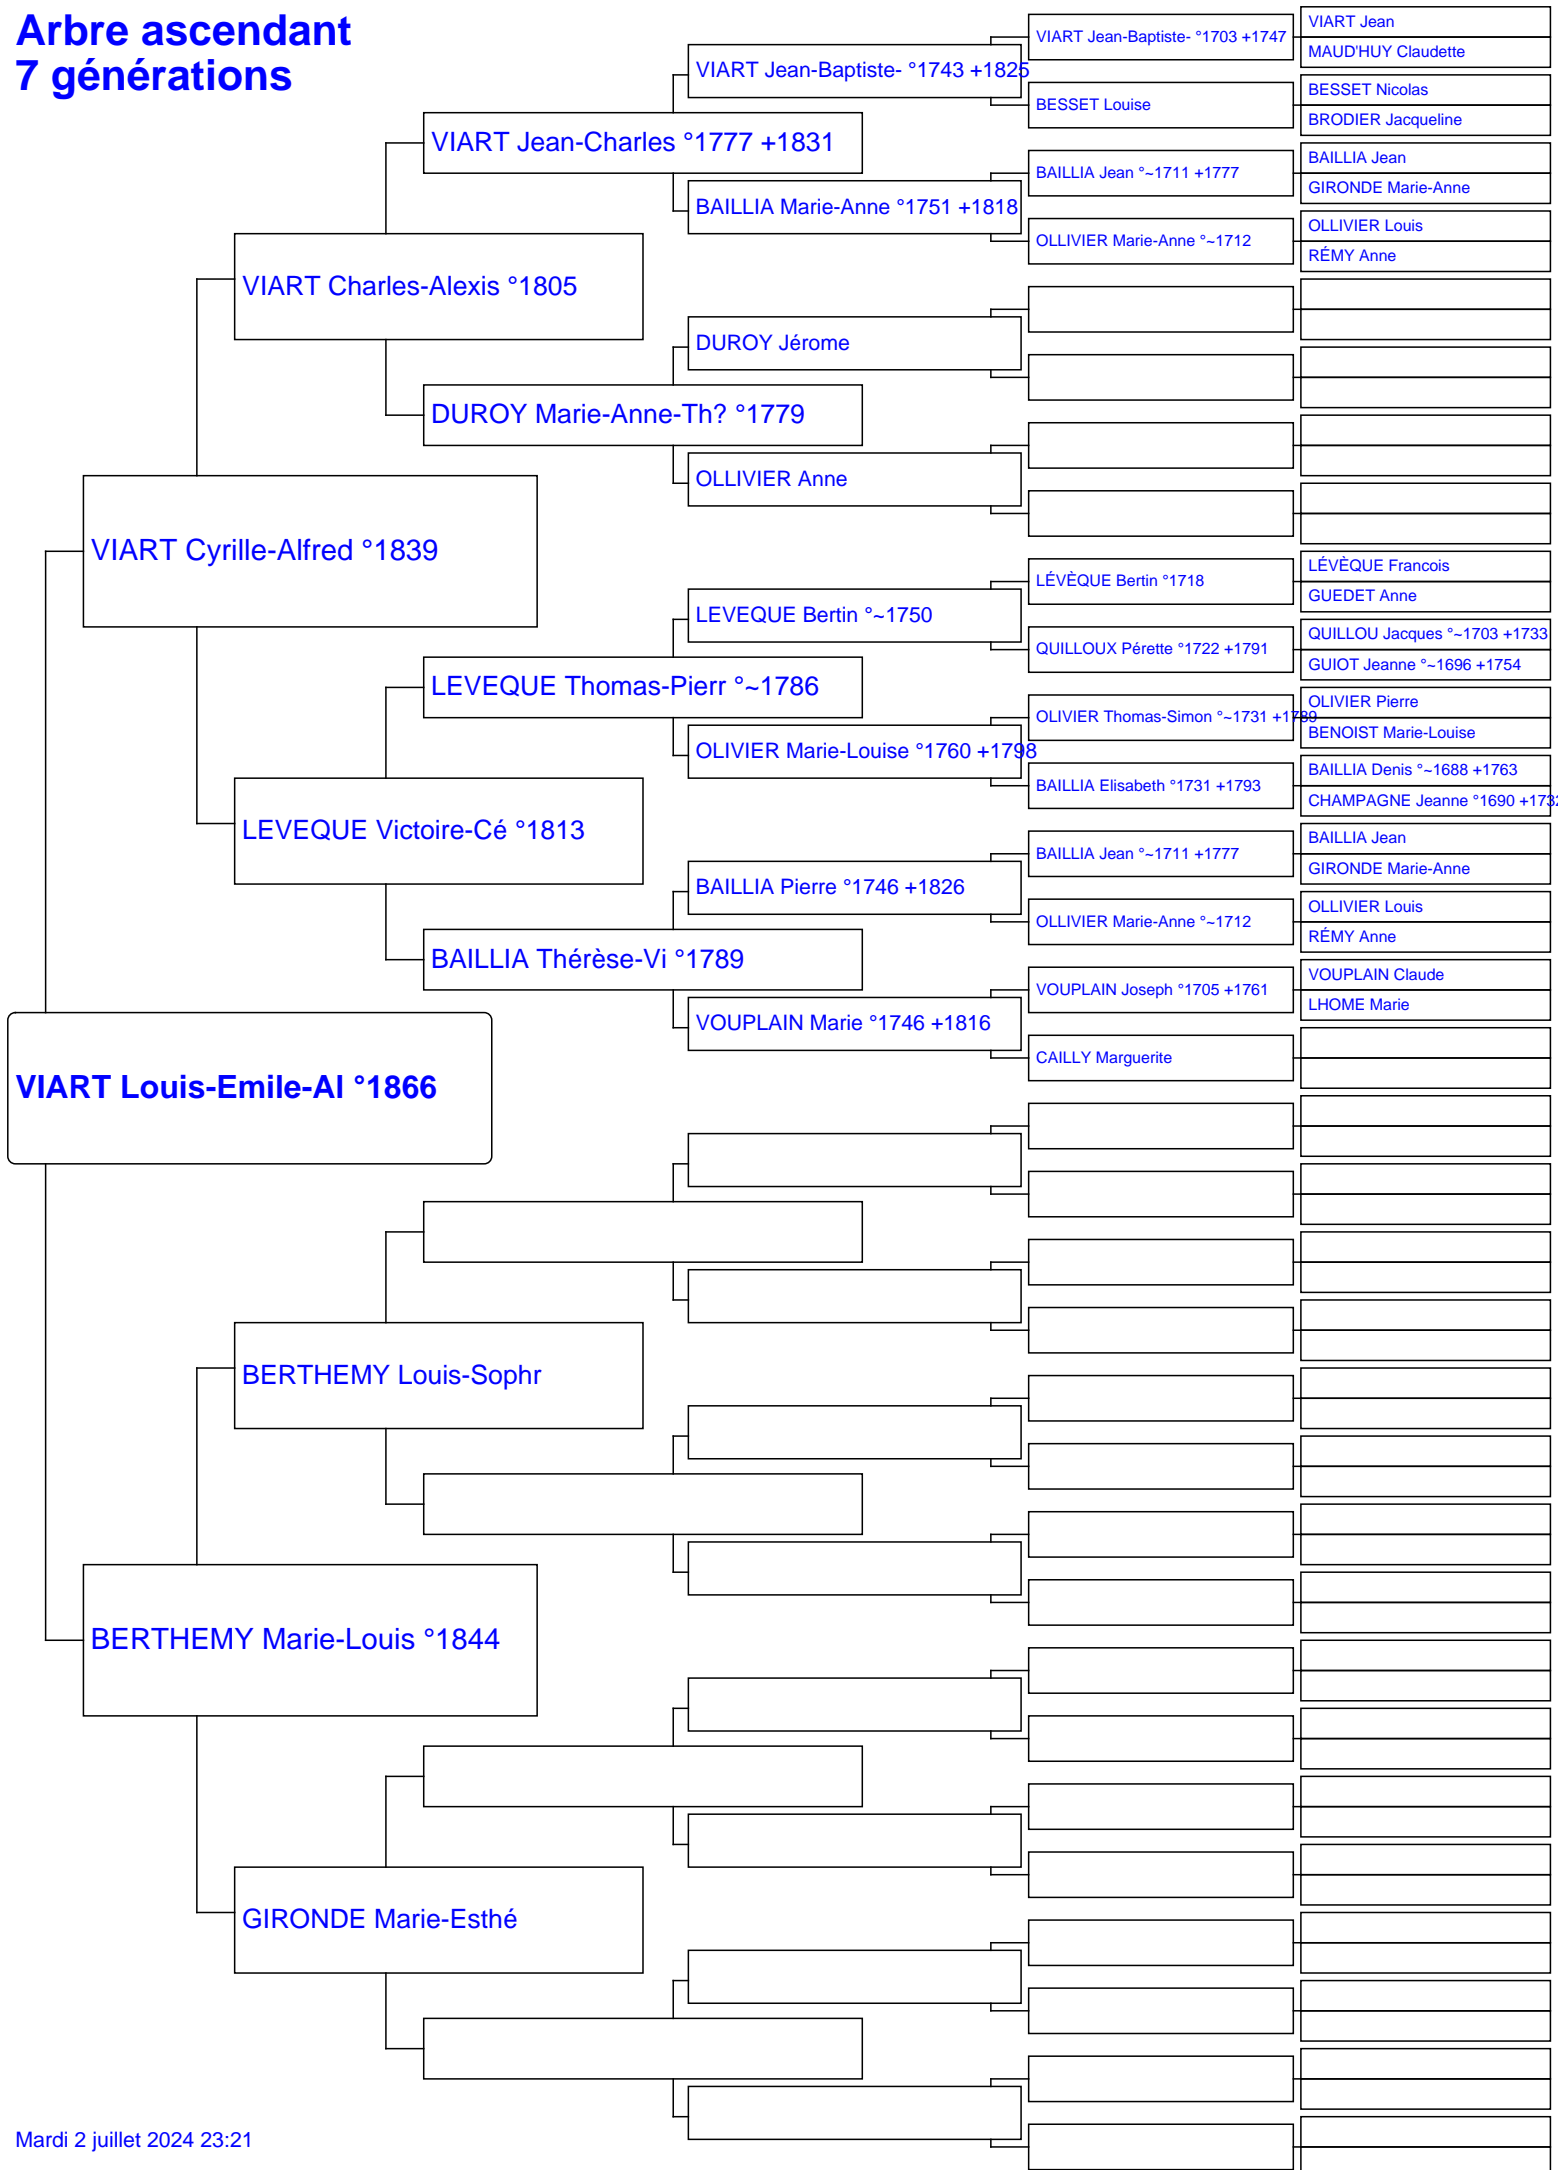 Arbre ascendant
7 générations
VIART Jean
VIART Jean-Baptiste- °1703 +1747
MAUD'HUY Claudette
VIART Jean-Baptiste- °1743 +1825
BESSET Nicolas
BESSET Louise
BRODIER Jacqueline
VIART Jean-Charles °1777 +1831
BAILLIA Jean
BAILLIA Jean °~1711 +1777
GIRONDE Marie-Anne
BAILLIA Marie-Anne °1751 +1818
OLLIVIER Louis
OLLIVIER Marie-Anne °~1712
RÉMY Anne
VIART Charles-Alexis °1805
DUROY Jérome
DUROY Marie-Anne-Th? °1779
OLLIVIER Anne
VIART Cyrille-Alfred °1839
LÉVÈQUE Francois
LÉVÈQUE Bertin °1718
GUEDET Anne
LEVEQUE Bertin °~1750
QUILLOU Jacques °~1703 +1733
QUILLOUX Pérette °1722 +1791
GUIOT Jeanne °~1696 +1754
LEVEQUE Thomas-Pierr °~1786
OLIVIER Pierre
OLIVIER Thomas-Simon °~1731 +1789
BENOIST Marie-Louise
OLIVIER Marie-Louise °1760 +1798
BAILLIA Denis °~1688 +1763
BAILLIA Elisabeth °1731 +1793
CHAMPAGNE Jeanne °1690 +1732
LEVEQUE Victoire-Cé °1813
BAILLIA Jean
BAILLIA Jean °~1711 +1777
GIRONDE Marie-Anne
BAILLIA Pierre °1746 +1826
OLLIVIER Louis
OLLIVIER Marie-Anne °~1712
RÉMY Anne
BAILLIA Thérèse-Vi °1789
VOUPLAIN Claude
VOUPLAIN Joseph °1705 +1761
LHOME Marie
VOUPLAIN Marie °1746 +1816
CAILLY Marguerite
VIART Louis-Emile-Al °1866
BERTHEMY Louis-Sophr
BERTHEMY Marie-Louis °1844
GIRONDE Marie-Esthé
Mardi 2 juillet 2024 23:21